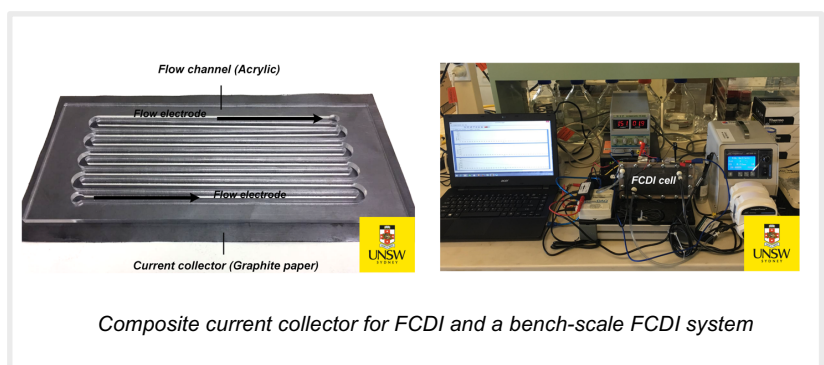 Flow channel (Acrylic)
Flow electrode
Flow electrode
Current collector (Graphite paper)
UNSW
SYDNEY
FCDI cell
UNSW
SYDNEY
Composite current collector for FCDI and a bench-scale FCDI system